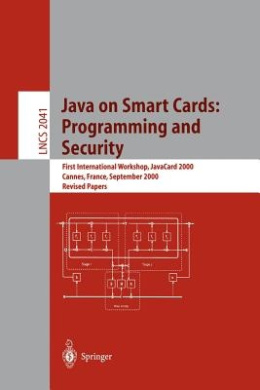 LNCS 2041
Java on Smart Cards:
Programming and
Security
First International Workshop, JavaCard 2000
Cannes, France, September 2000
Revised Papers
Springer